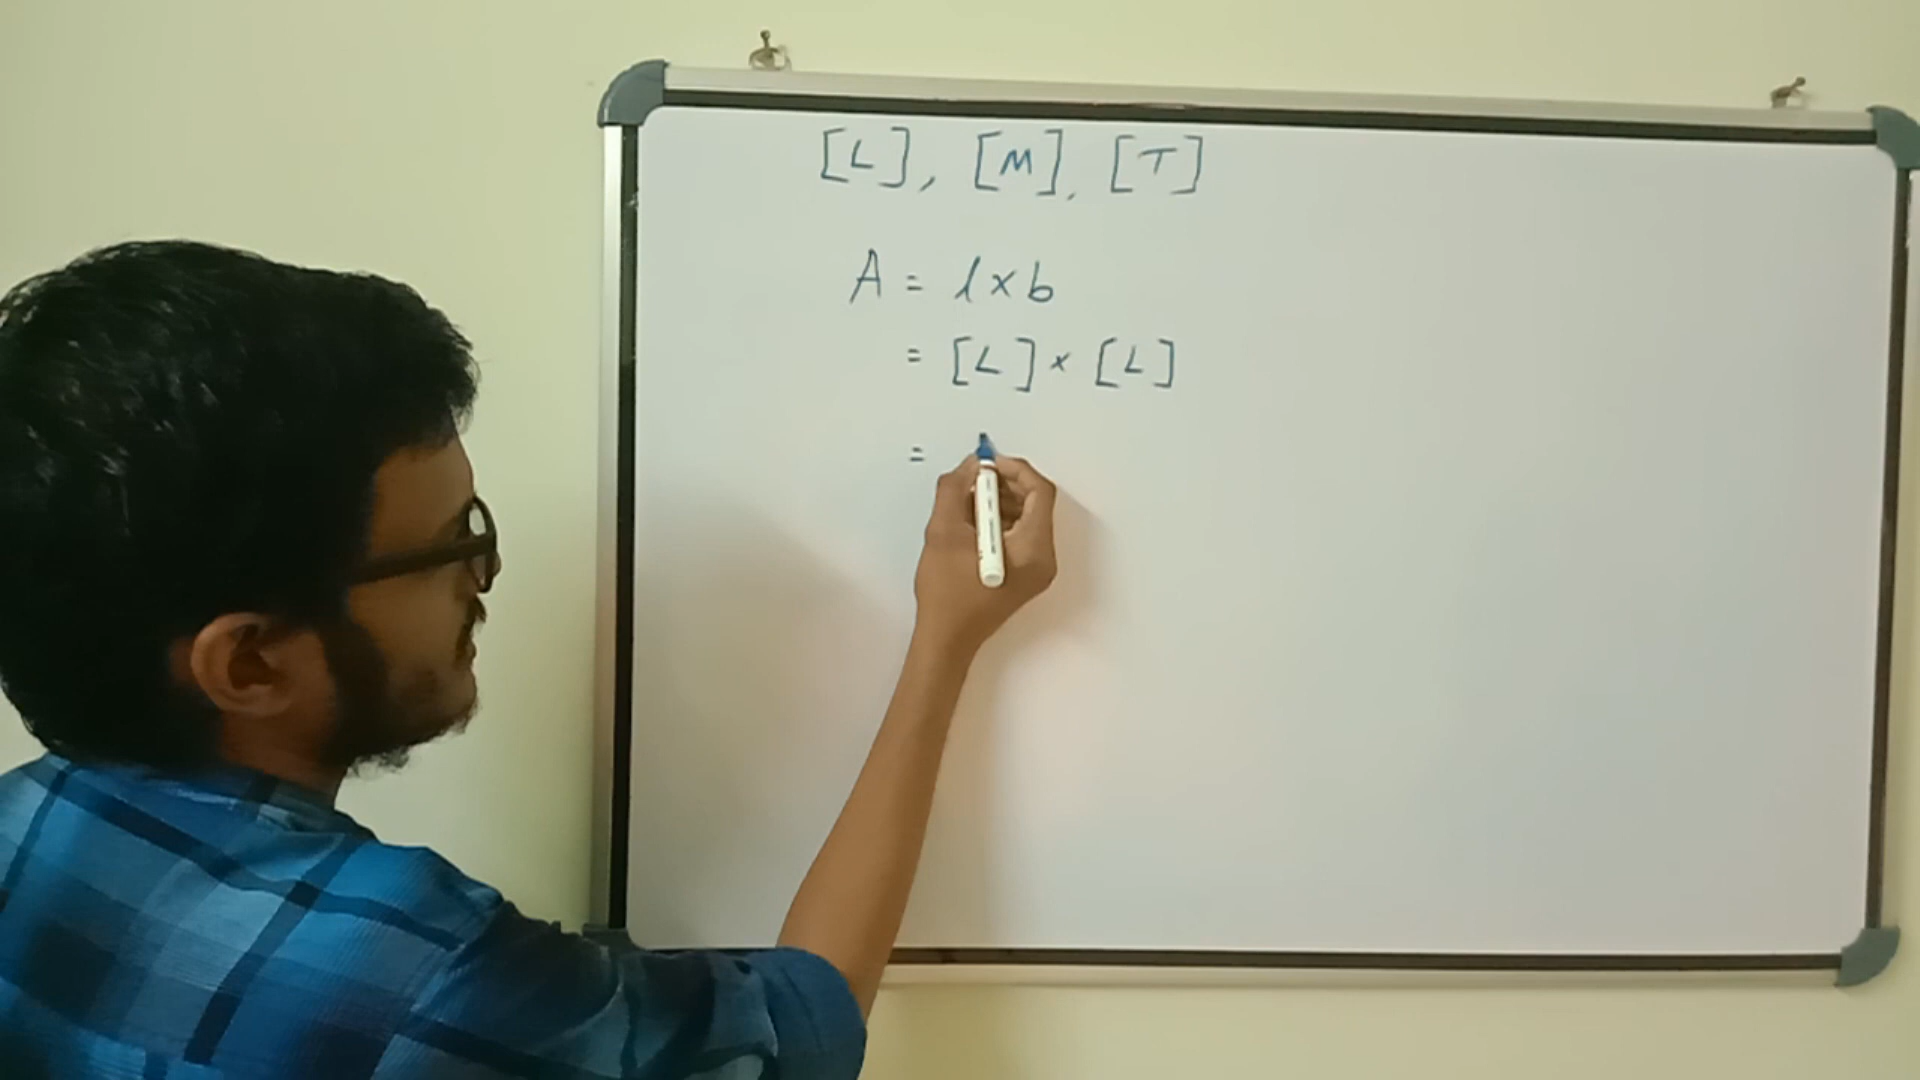 [L], [M], [T]
A = l × b
= [L] × [L]
=